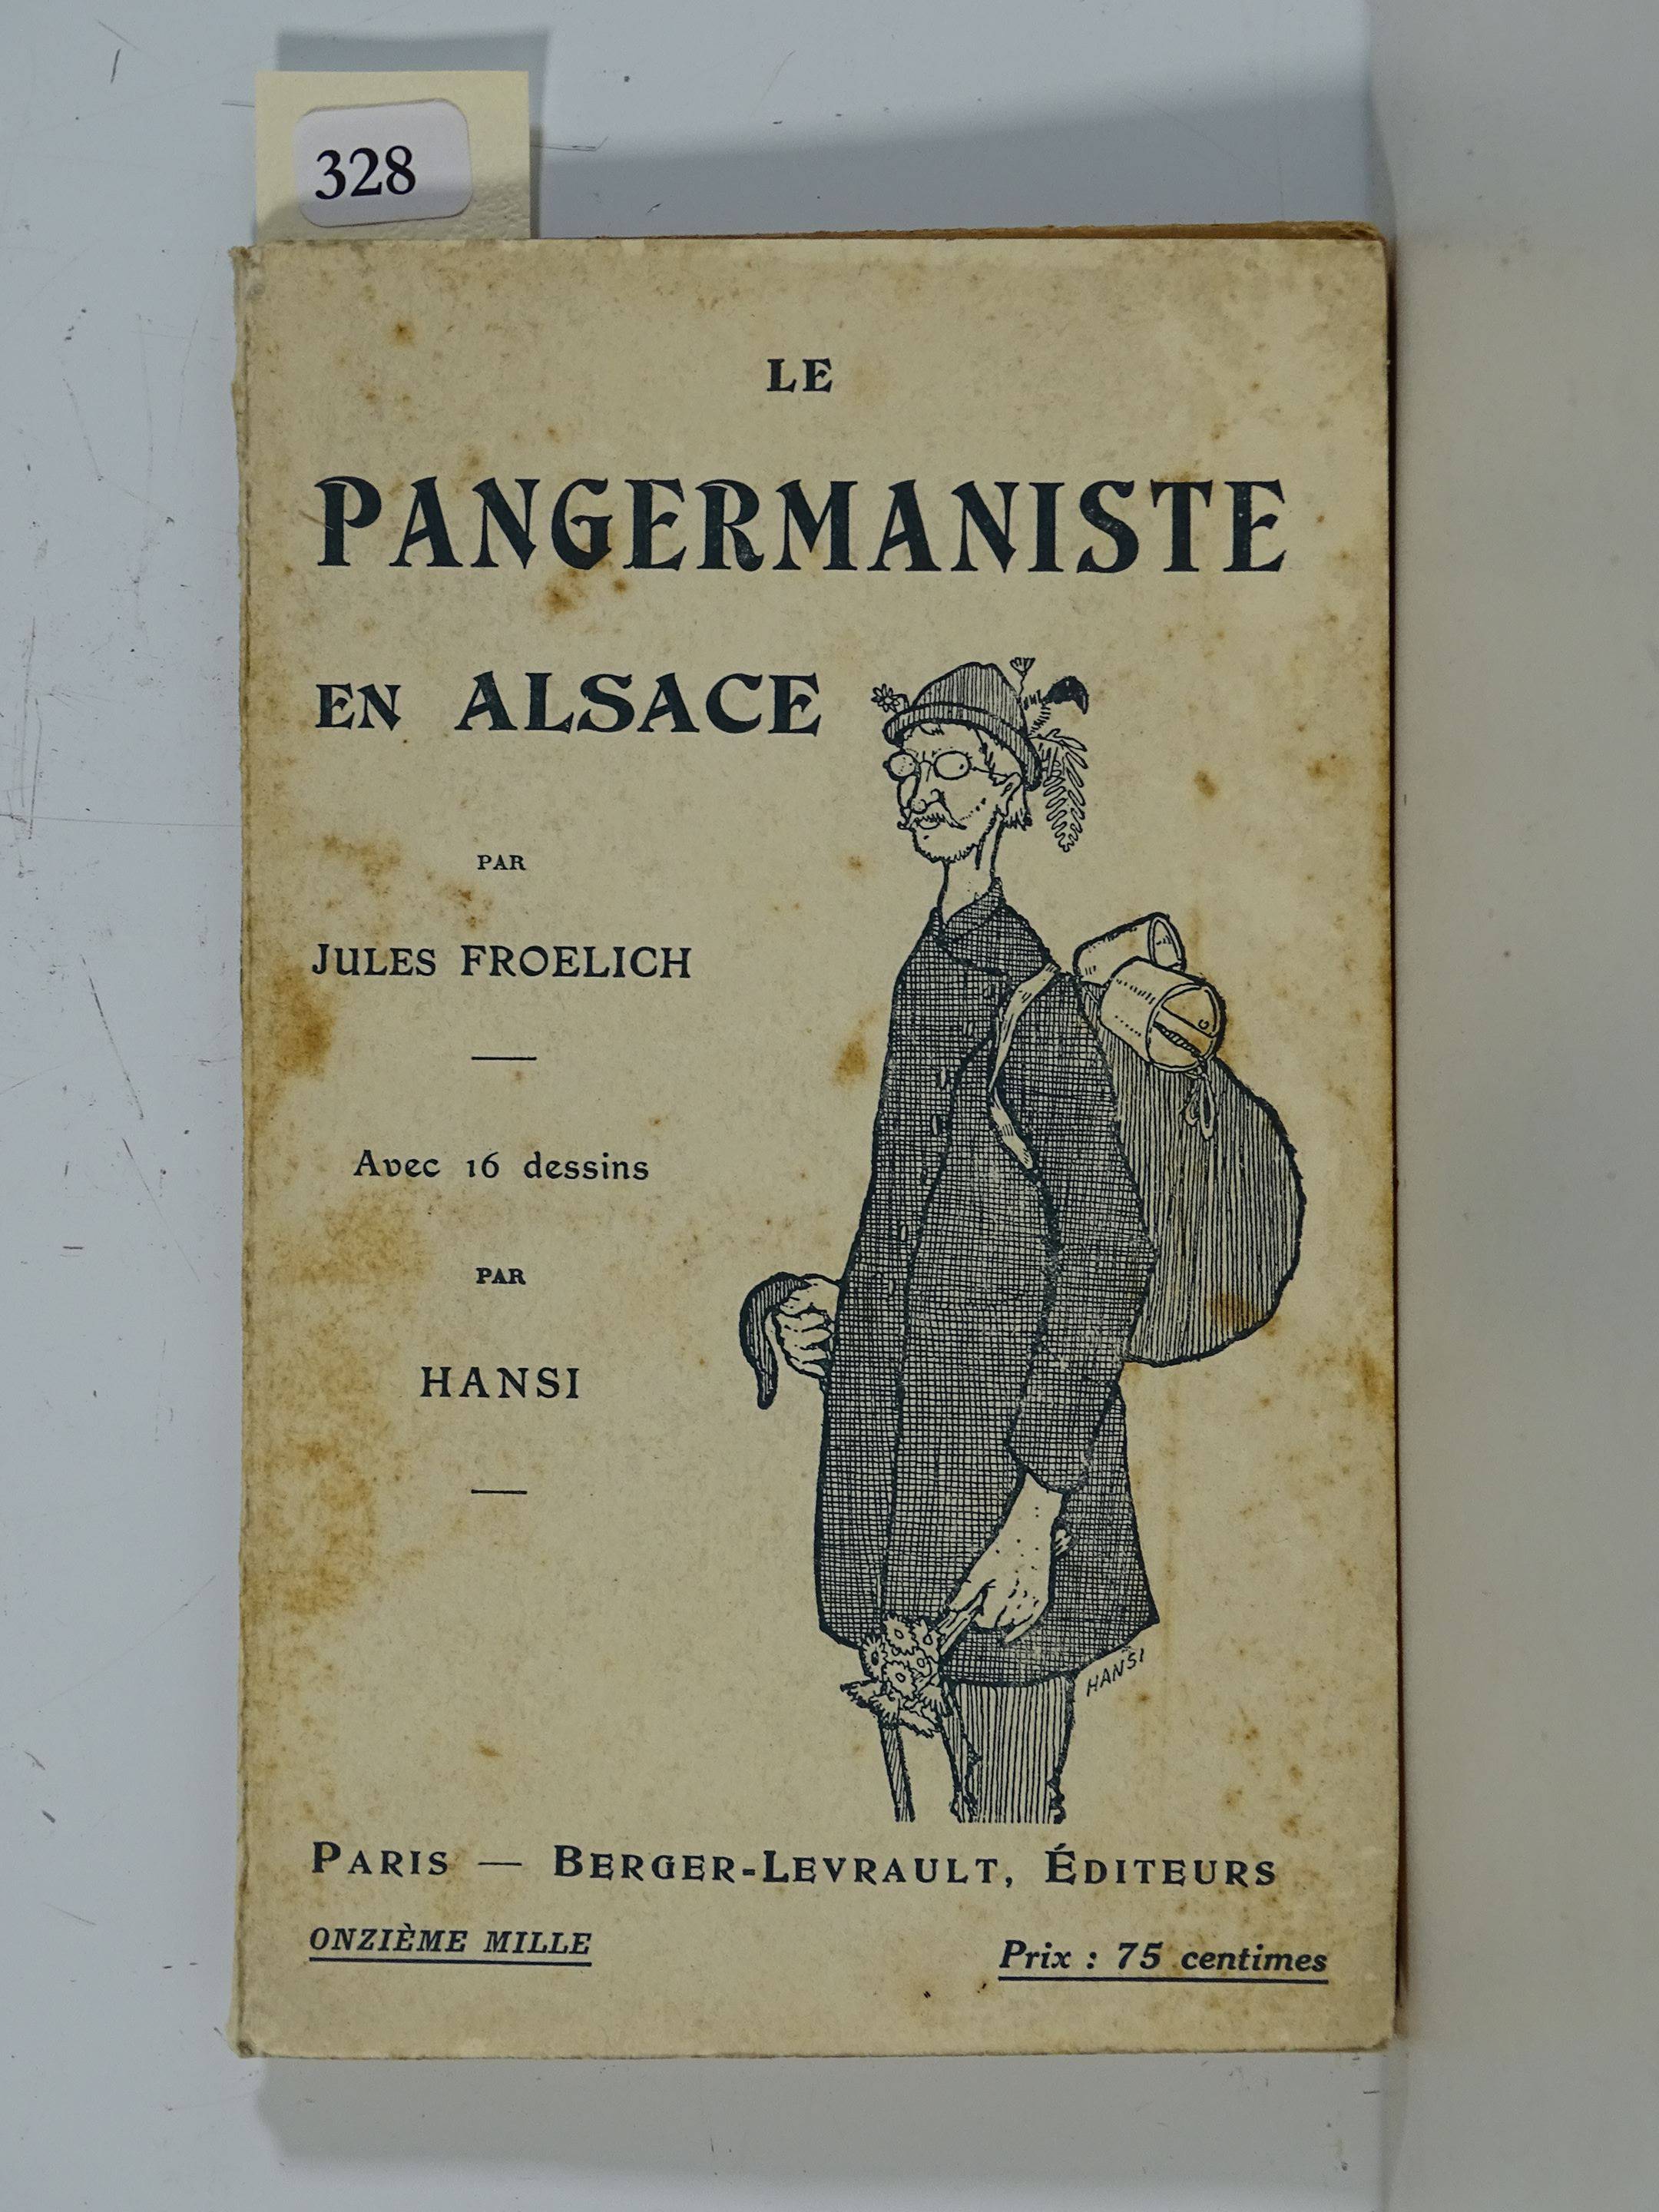 328
LE
PANGERMANISTE
EN ALSACE
PAR
JULES FROELICH
Avec 16 dessins
PAR
HANSI
HANSI
PARIS — BERGER-LEVRAULT, ÉDITEURS
ONZIÈME MILLE
Prix : 75 centimes